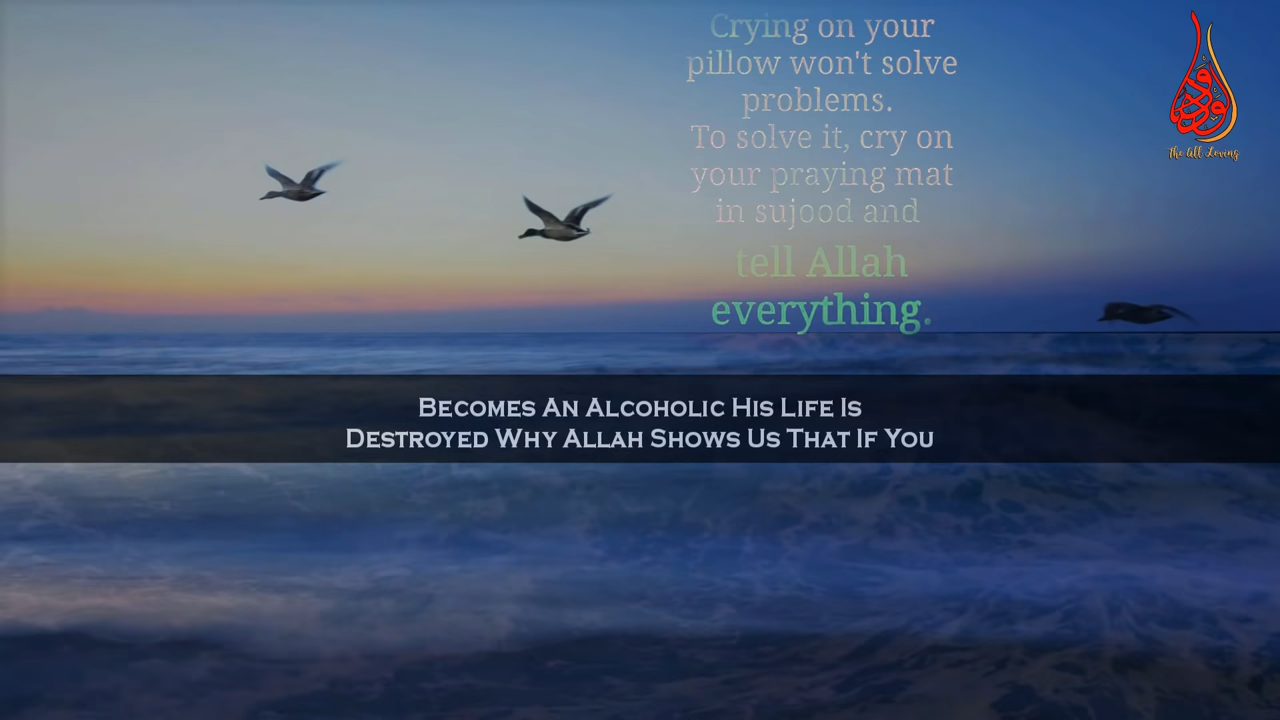 Crying on your
pillow won't solve
problems.
To solve it, cry on
your praying mat
in sujood and
tell Allah
everything.
الودود
The All Loving
Becomes An Alcoholic His Life Is
Destroyed Why Allah Shows Us That If You